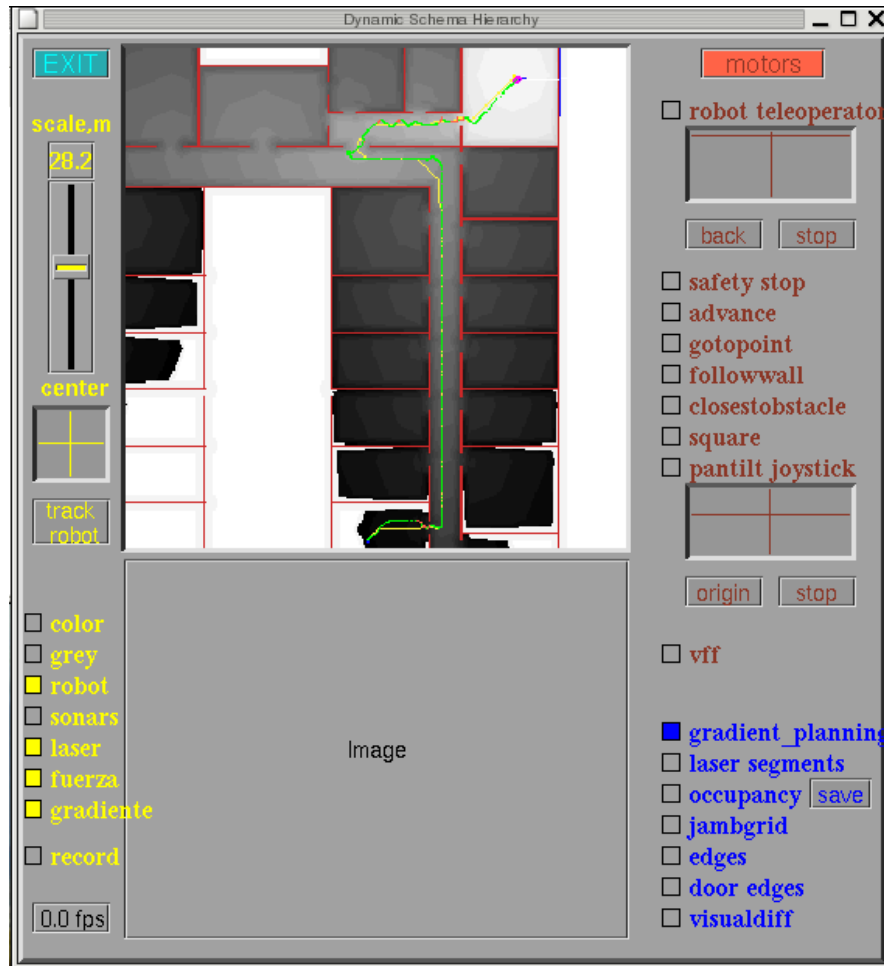 Dynamic Schema Hierarchy
EXIT
scale,m
28.2
center
track
robot
color
grey
robot
sonars
laser
fuerza
gradiente
record
0.0 fps
Image
motors
robot teleoperator
back
stop
safety stop
advance
gotopoint
followwall
closestobstacle
square
pantilt joystick
origin
stop
vff
gradient_planning
laser segments
occupancy
save
jambgrid
edges
door edges
visualdiff